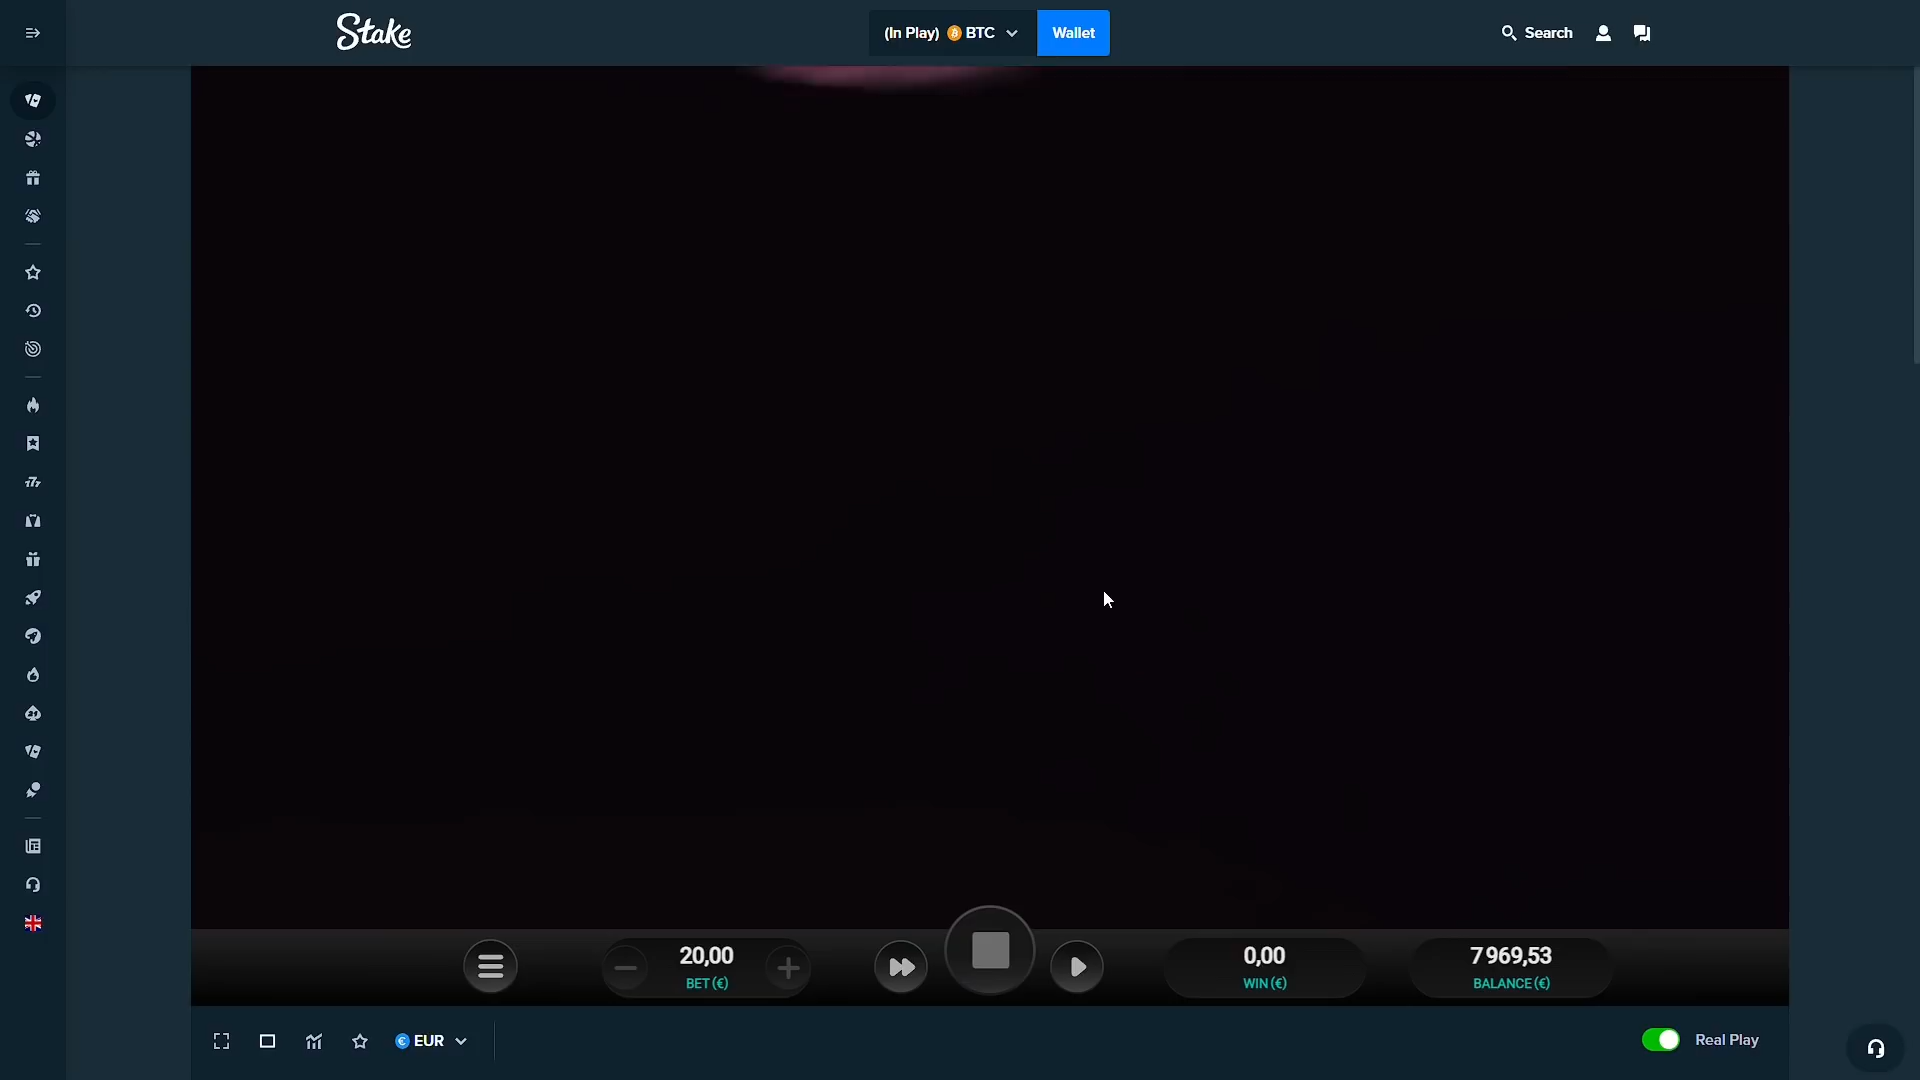 Stake
(In Play) BTC
Wallet
Search
20,00
BET (€)
0,00
WIN (€)
7 969,53
BALANCE (€)
EUR
Real Play